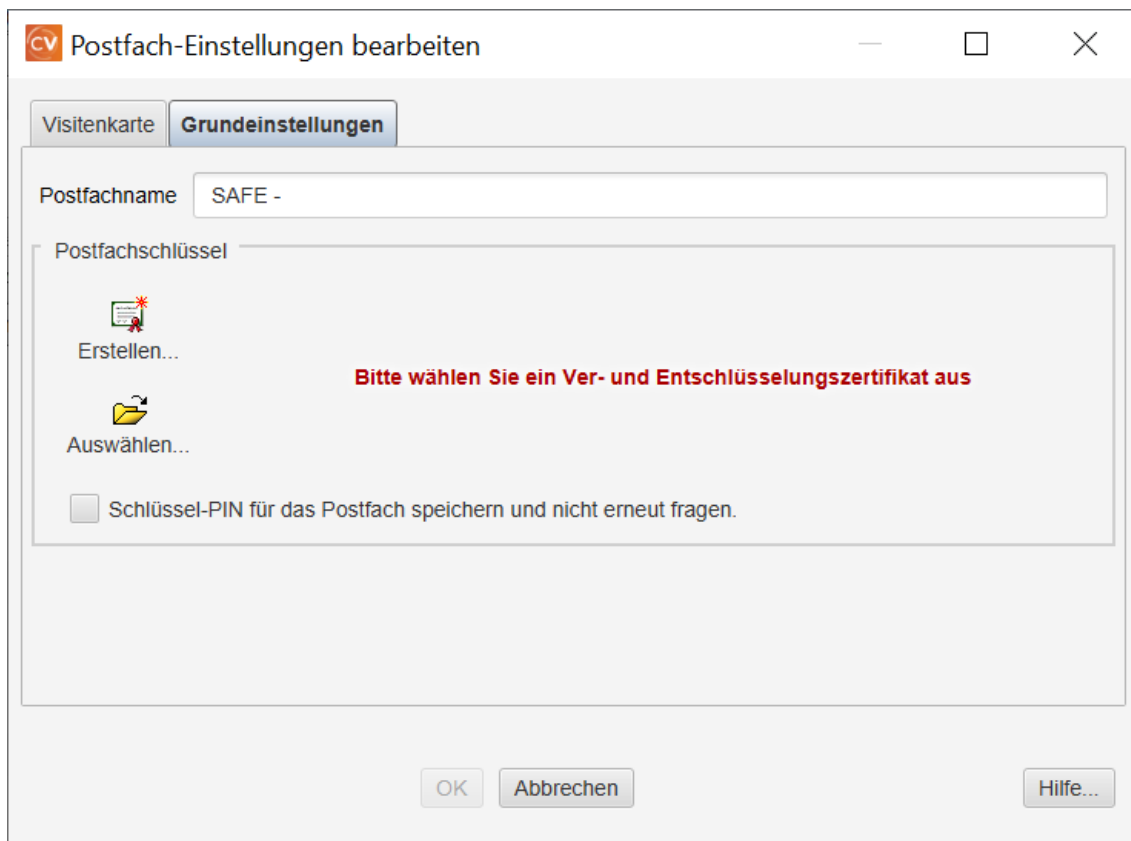 CV Postfach-Einstellungen bearbeiten
Visitenkarte Grundeinstellungen
Postfachname SAFE -
Postfachschlüssel
Erstellen...
Bitte wählen Sie ein Ver- und Entschlüsselungszertifikat aus
Auswählen...
Schlüssel-PIN für das Postfach speichern und nicht erneut fragen.
OK Abbrechen Hilfe...